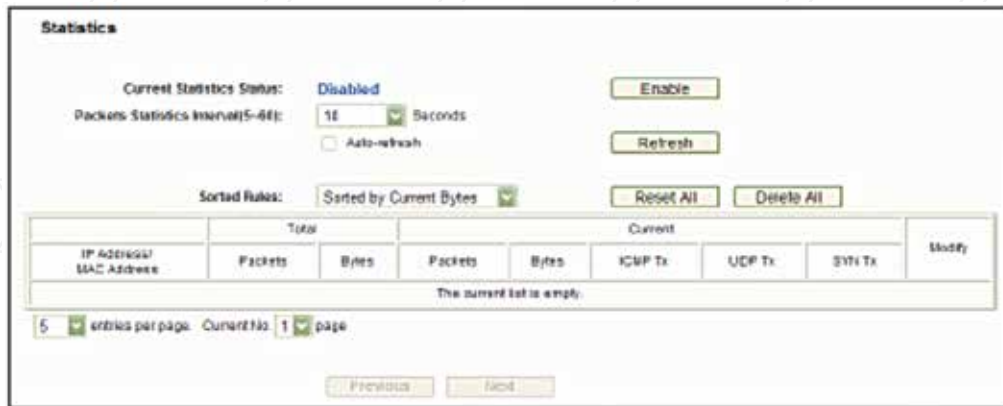 Statistics
Current Statistics Status: Disabled Enable
Packets Statistics Interval(5~60): 10 Seconds
Auto-refresh Refresh
Sorted Rules: Sorted by Current Bytes Reset All Delete All
Total Current
IP Address/ MAC Address Packets Bytes Packets Bytes ICMP Tx UDP Tx SYN Tx Modify
The current list is empty.
5 entries per page. Current No. 1 page
Previous Next